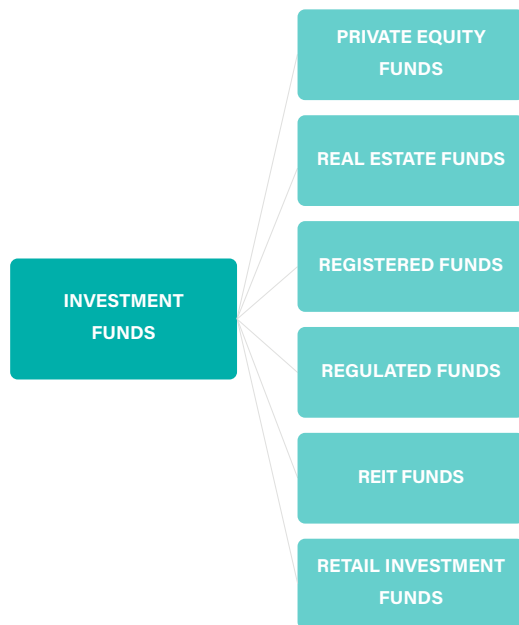 INVESTMENT
FUNDS
PRIVATE EQUITY
FUNDS
REAL ESTATE FUNDS
REGISTERED FUNDS
REGULATED FUNDS
REIT FUNDS
RETAIL INVESTMENT
FUNDS